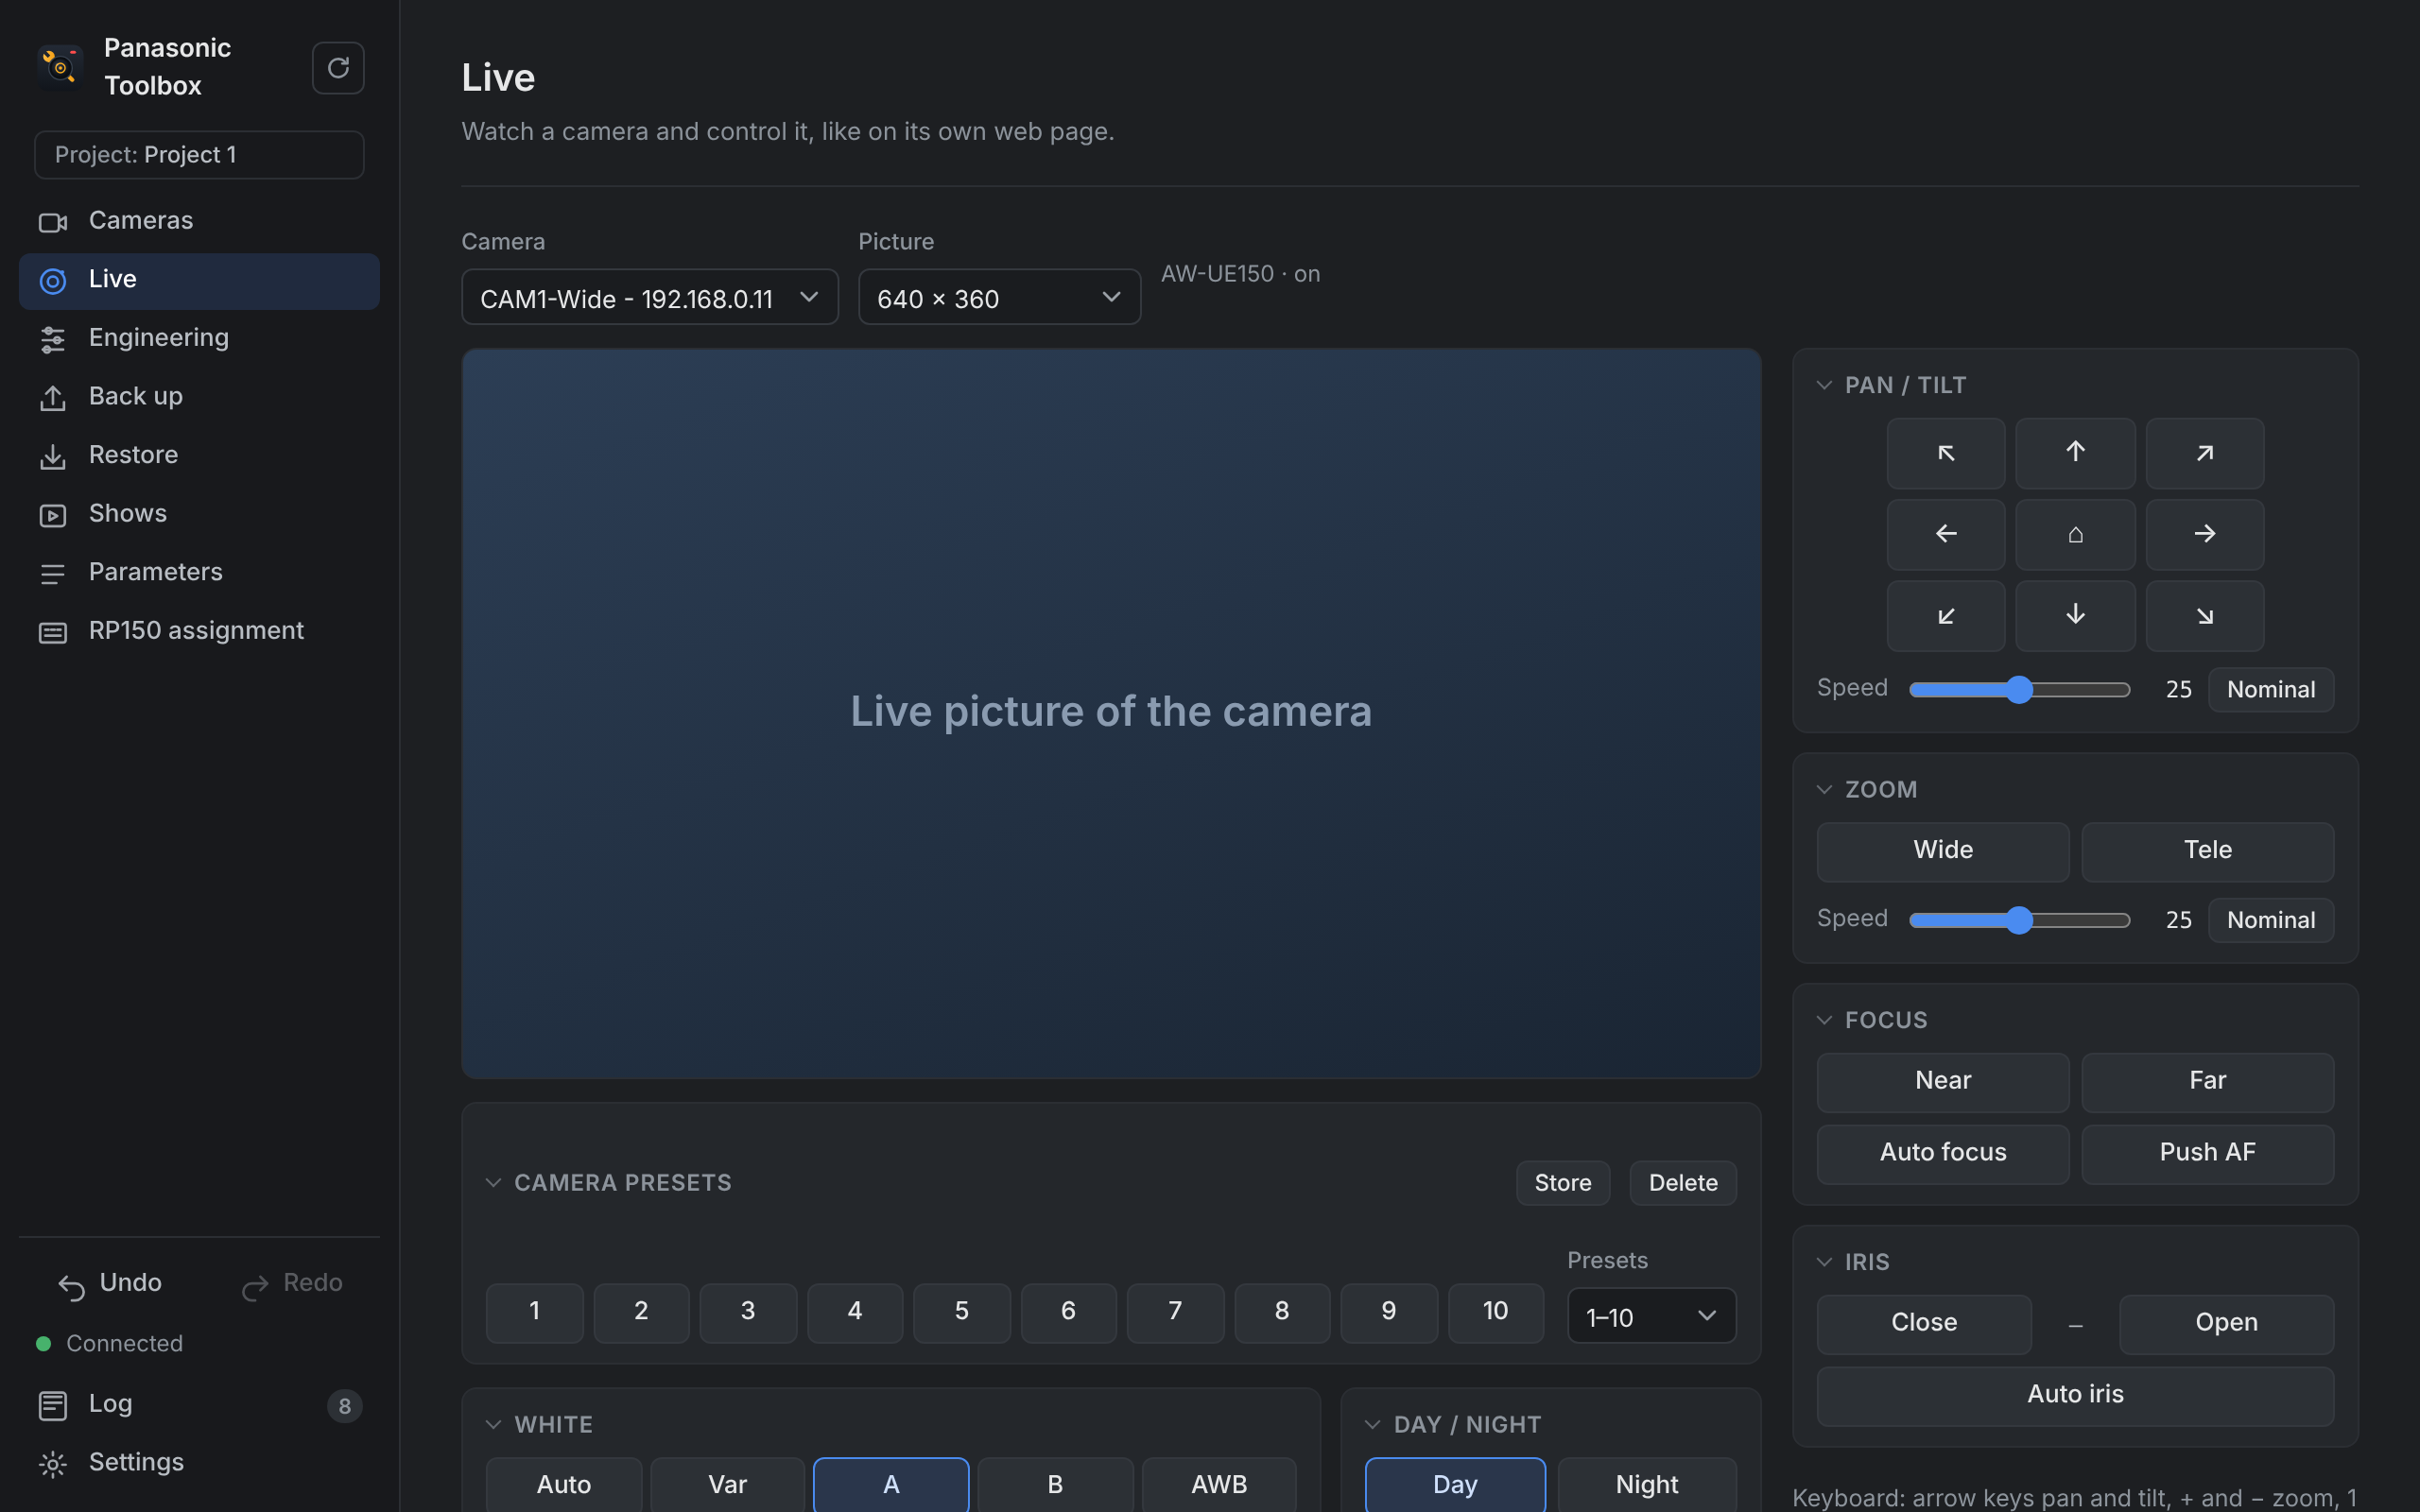 Panasonic
Toolbox
Project: Project 1
Cameras
Live
Engineering
Back up
Restore
Shows
Parameters
RP150 assignment
Undo
Redo
Connected
Log
8
Settings
Live
Watch a camera and control it, like on its own web page.
Camera
Picture
CAM1-Wide - 192.168.0.11
640 × 360
AW-UE150 · on
Live picture of the camera
CAMERA PRESETS
Store
Delete
Presets
1 2 3 4 5 6 7 8 9 10
1–10
WHITE
Auto
Var
A
B
AWB
DAY / NIGHT
Day
Night
PAN / TILT
↖ ↑ ↗
← ⌂ →
↙ ↓ ↘
Speed
25
Nominal
ZOOM
Wide
Tele
Speed
25
Nominal
FOCUS
Near
Far
Auto focus
Push AF
IRIS
Close
–
Open
Auto iris
Keyboard: arrow keys pan and tilt, + and − zoom, 1